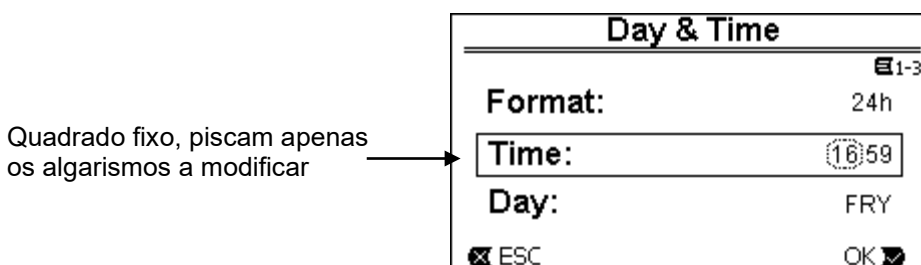 Day & Time
1-3
Format: 24h
Quadrado fixo, piscam apenas
os algarismos a modificar
Time: 16:59
Day: FRY
ESC OK